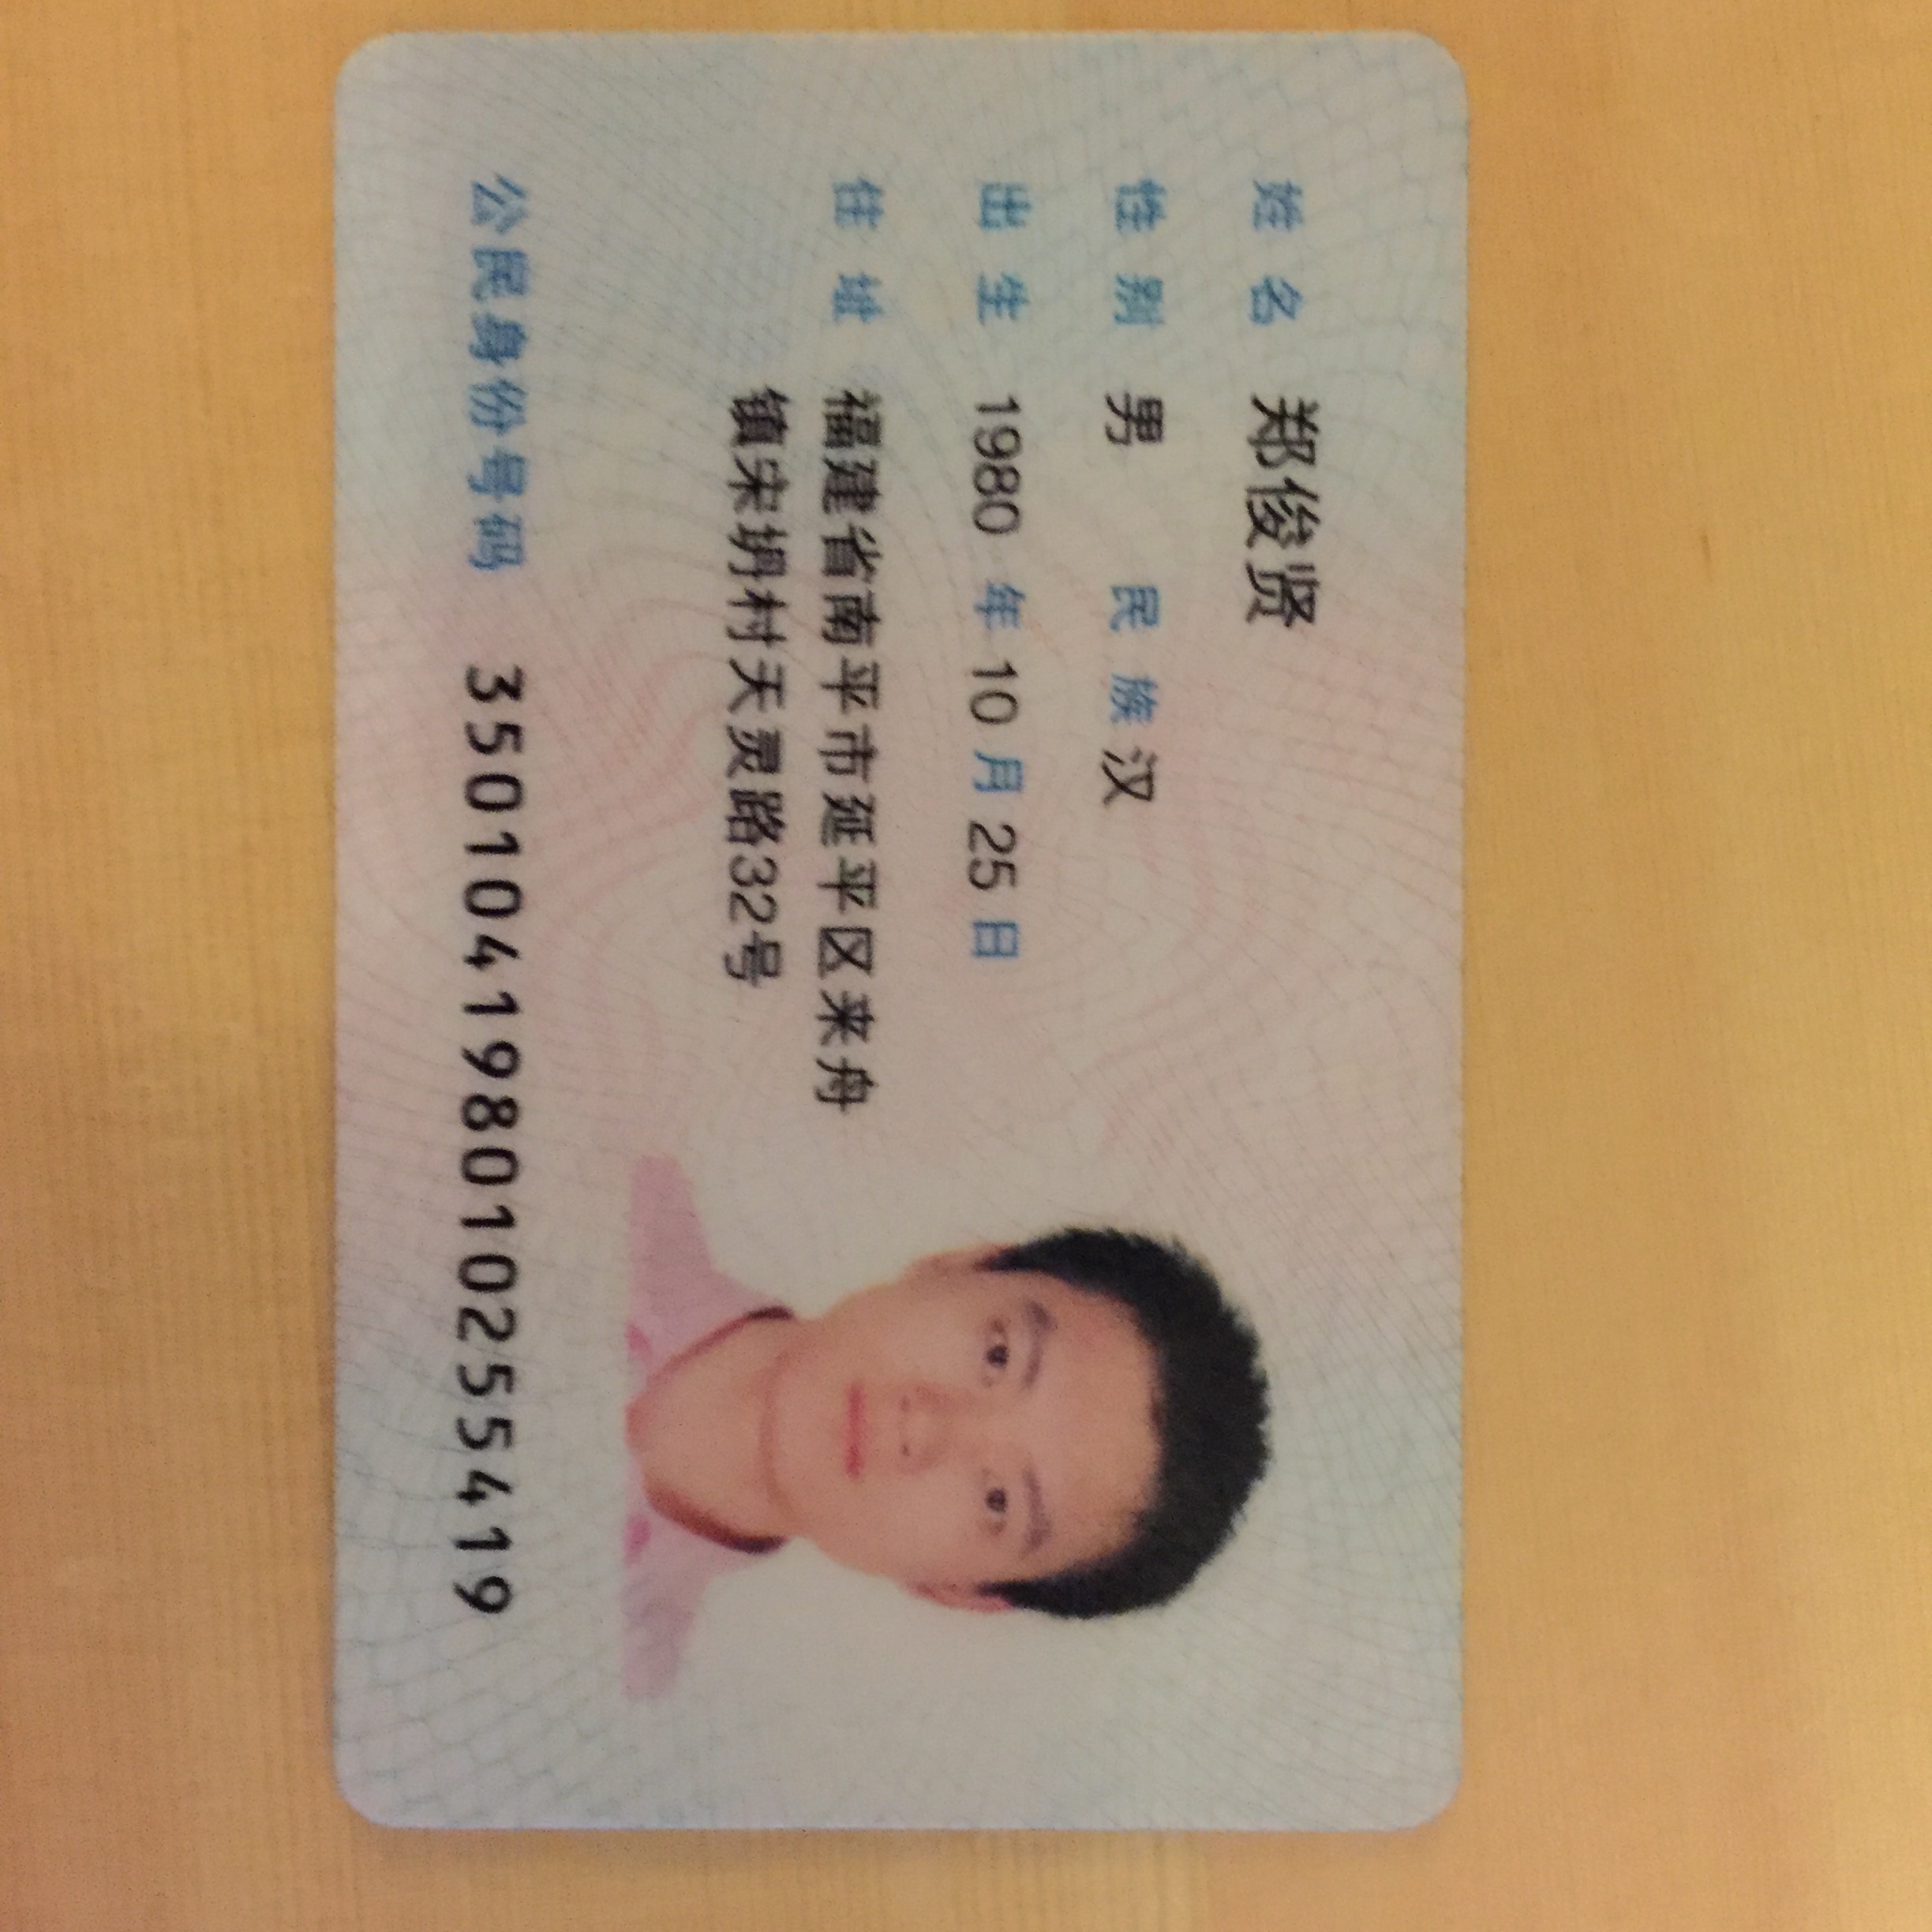 姓名 郑俊贤
性别 男 民族 汉
出生 1980 年 10 月 25 日
住址 福建省南平市延平区来舟
镇宋坍村天灵路32号
公民身份号码 350104198010255419